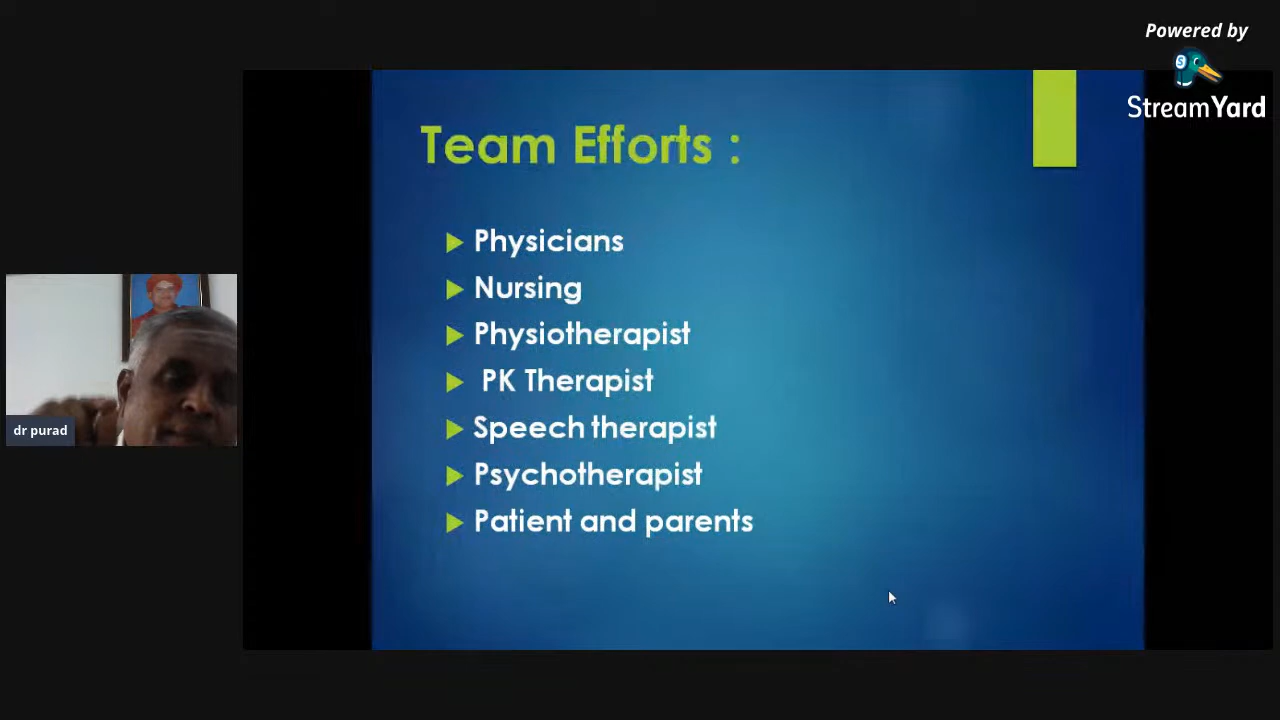 Powered by
StreamYard
Team Efforts :
Physicians
Nursing
Physiotherapist
PK Therapist
Speech therapist
Psychotherapist
Patient and parents
dr purad